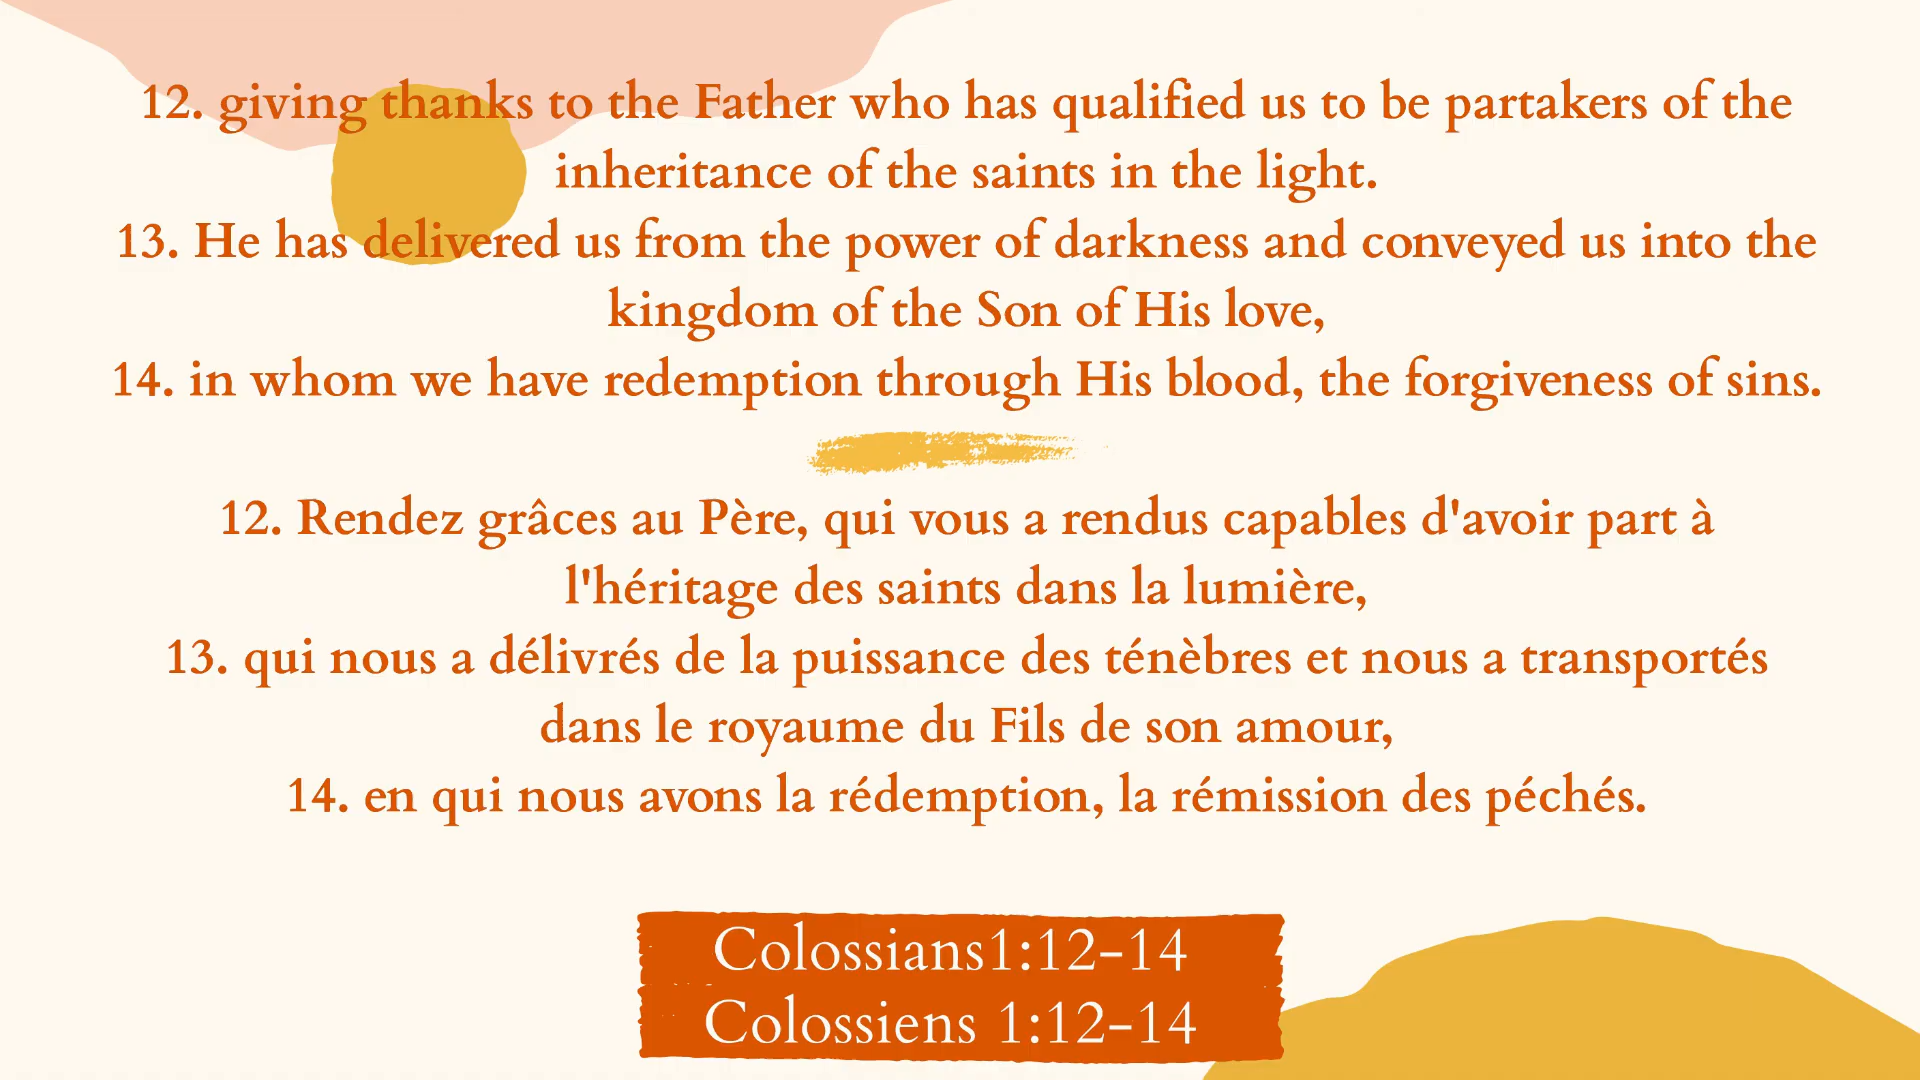 12. giving thanks to the Father who has qualified us to be partakers of the
inheritance of the saints in the light.
13. He has delivered us from the power of darkness and conveyed us into the
kingdom of the Son of His love,
14. in whom we have redemption through His blood, the forgiveness of sins.
12. Rendez grâces au Père, qui vous a rendus capables d'avoir part à
l'héritage des saints dans la lumière,
13. qui nous a délivrés de la puissance des ténèbres et nous a transportés
dans le royaume du Fils de son amour,
14. en qui nous avons la rédemption, la rémission des péchés.
Colossians1:12-14
Colossiens 1:12-14